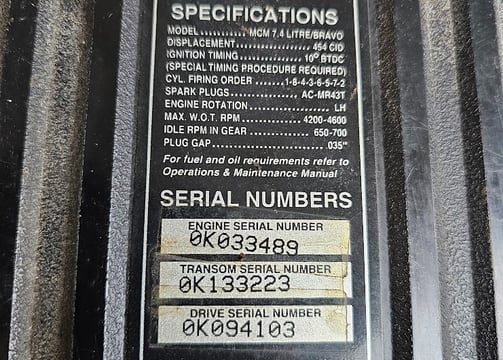 SPECIFICATIONS
MODEL........... MCM 7.4 LITRE/BRAVO
DISPLACEMENT................ 454 CID
IGNITION TIMING ............. 10° BTDC
(SPECIAL TIMING PROCEDURE REQUIRED)
CYL. FIRING ORDER ....... 1-8-4-3-6-5-7-2
SPARK PLUGS.............. AC-MR43T
ENGINE ROTATION ................. LH
MAX. W.O.T. RPM ........... 4200-4600
IDLE RPM IN GEAR ........... 650-700
PLUG GAP..................... .035"
For fuel and oil requirements refer to
Operations & Maintenance Manual
SERIAL NUMBERS
ENGINE SERIAL NUMBER
0K033489
TRANSOM SERIAL NUMBER
0K133223
DRIVE SERIAL NUMBER
0K094103